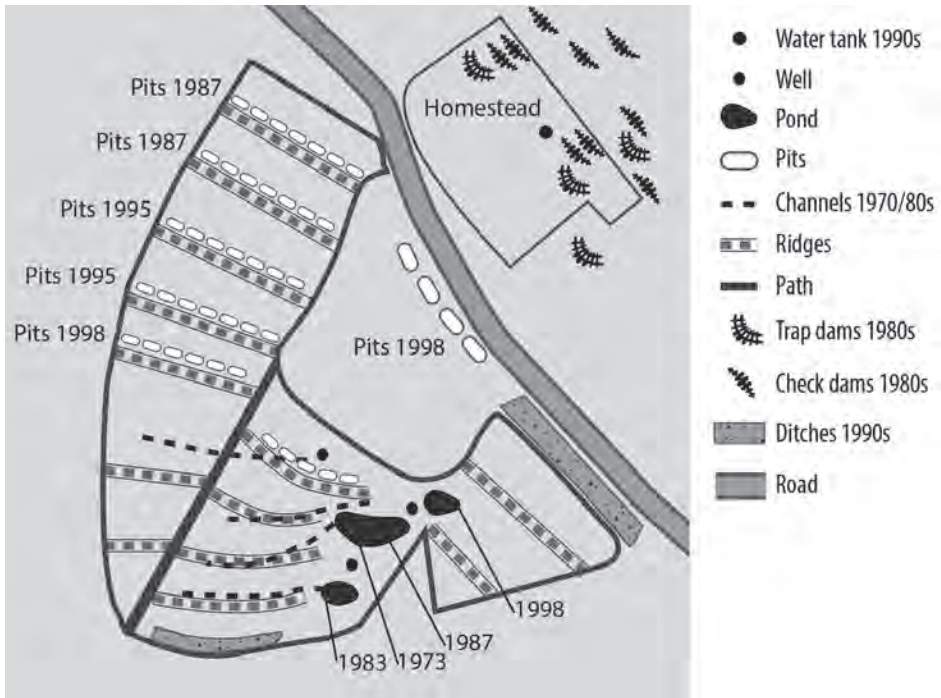 Pits 1987
Pits 1987
Pits 1995
Pits 1995
Pits 1998
Homestead
Pits 1998
1998
1987
1983
1973
Water tank 1990s
Well
Pond
Pits
Channels 1970/80s
Ridges
Path
Trap dams 1980s
Check dams 1980s
Ditches 1990s
Road